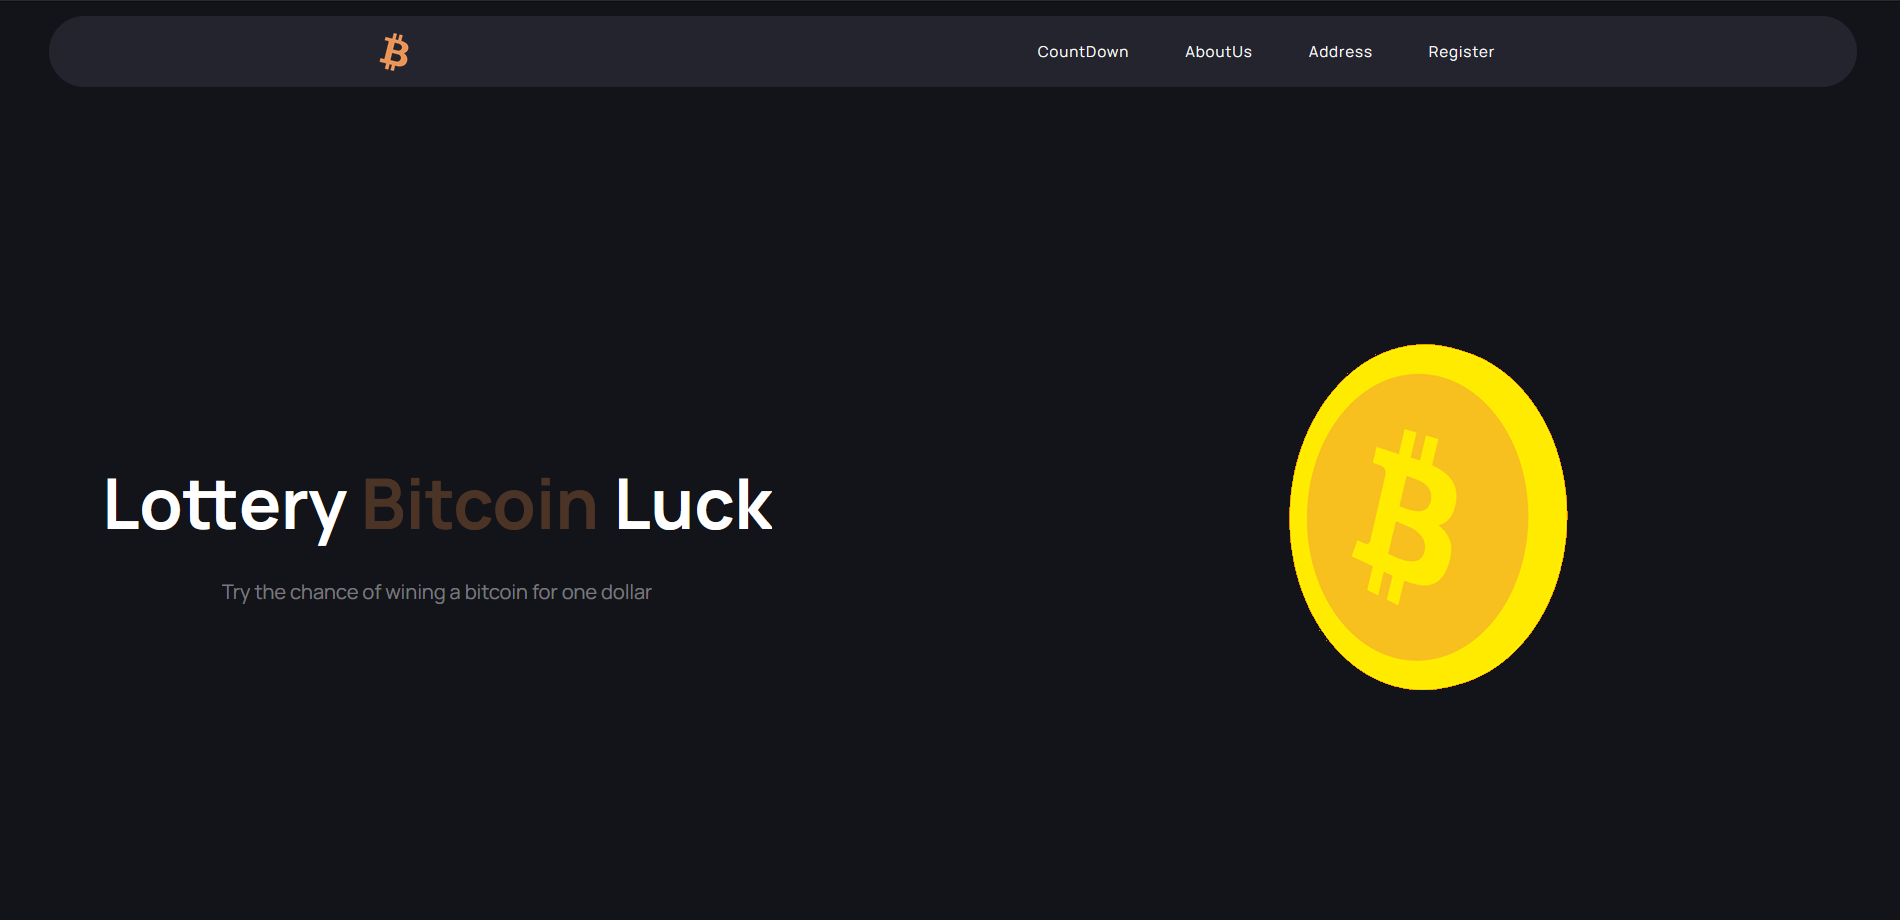 CountDown AboutUs Address Register
Lottery Bitcoin Luck
Try the chance of wining a bitcoin for one dollar